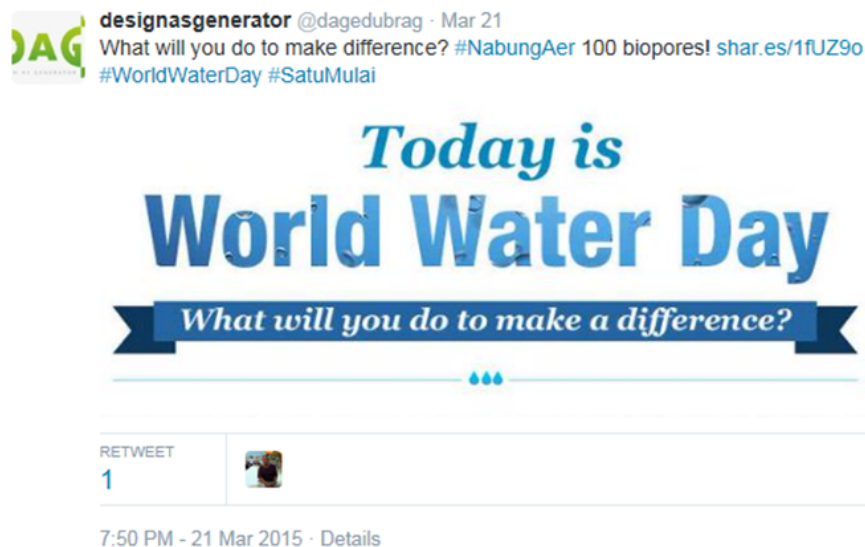 designasgenerator @dagedubrag · Mar 21
What will you do to make difference? #NabungAer 100 biopores! shar.es/1fUZ9o
#WorldWaterDay #SatuMulai
DAG
Today is
World Water Day
What will you do to make a difference?
RETWEET
1
7:50 PM - 21 Mar 2015 · Details